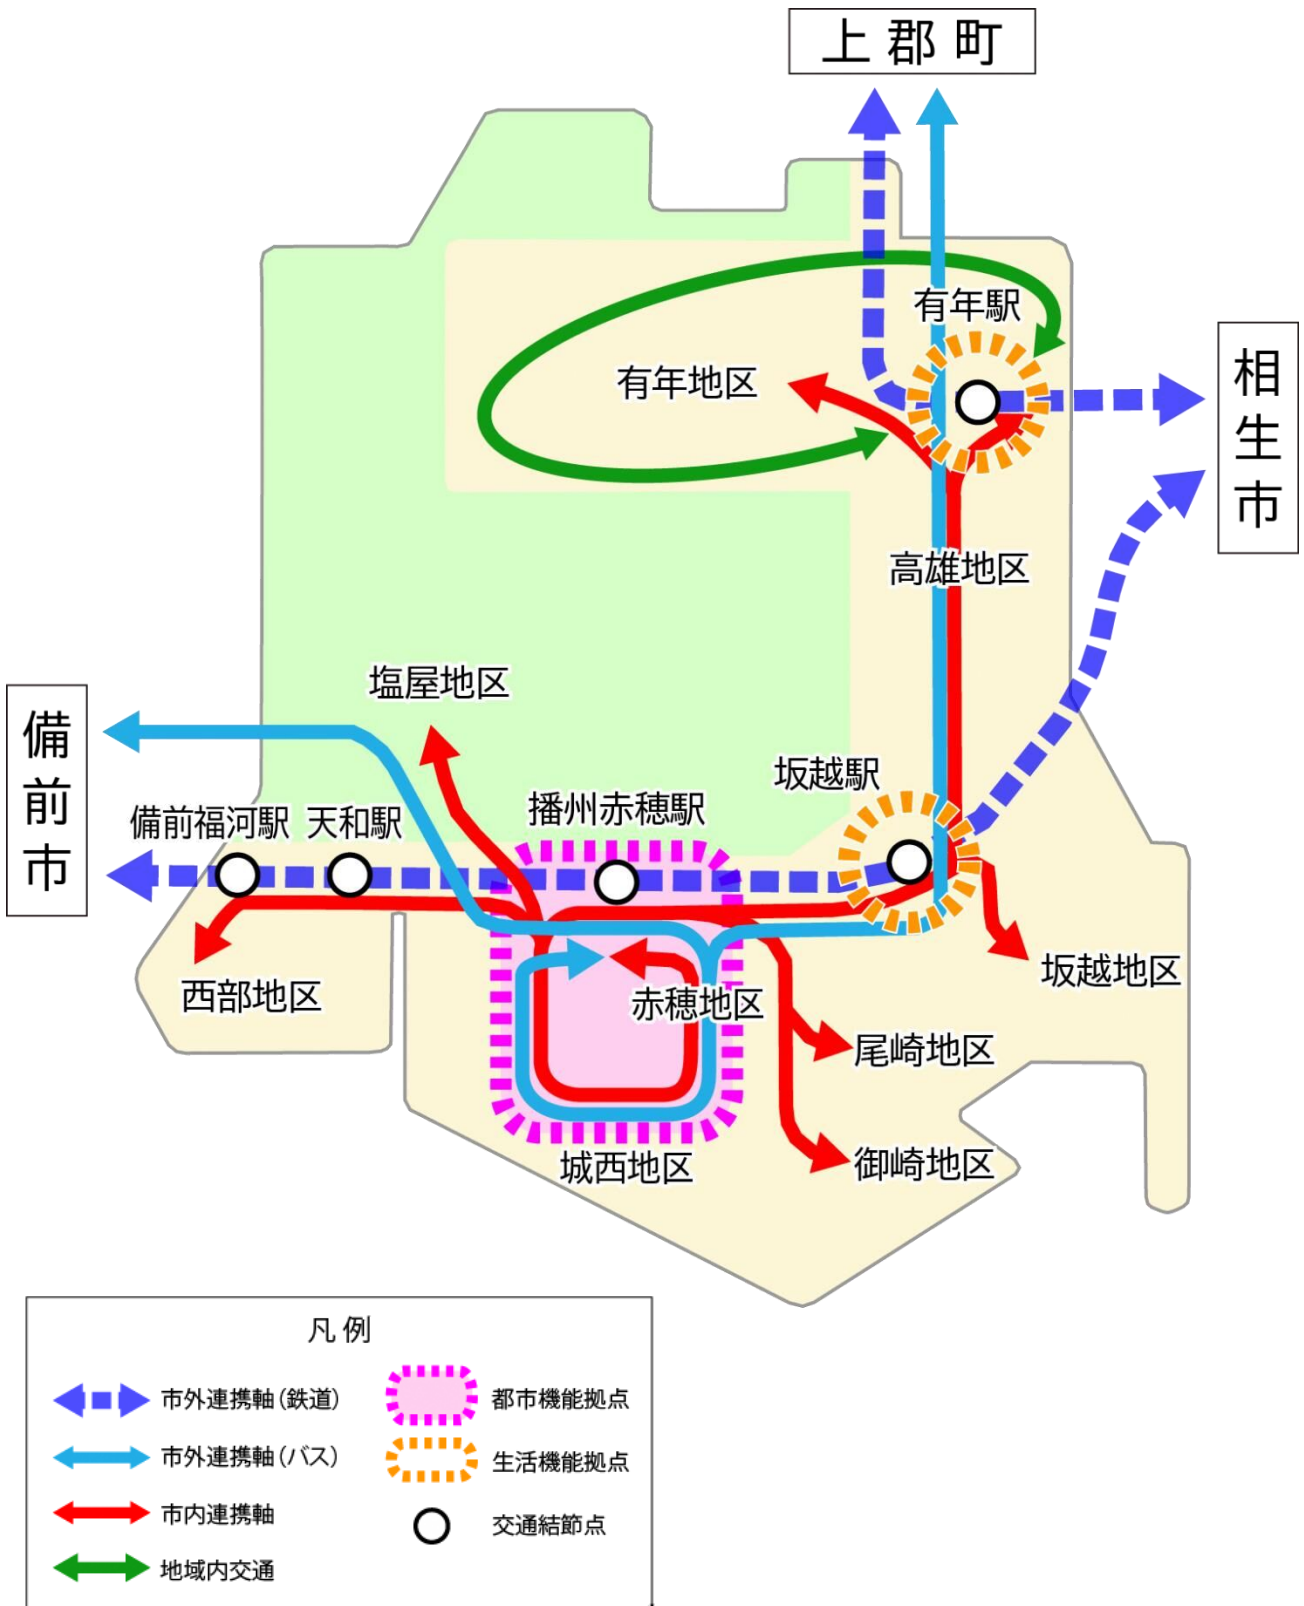 上郡町
有年駅
相生市
有年地区
高雄地区
塩屋地区
備前市
坂越駅
備前福河駅
天和駅
播州赤穂駅
西部地区
赤穂地区
坂越地区
尾崎地区
城西地区
御崎地区
凡例
市外連携軸(鉄道)
市外連携軸(バス)
市内連携軸
地域内交通
都市機能拠点
生活機能拠点
交通結節点